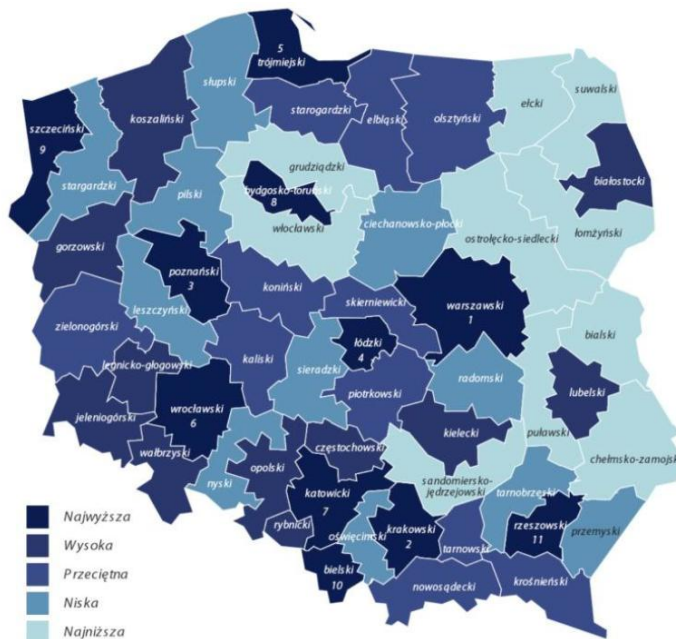 5
trójmiejski
słupski
suwalski
ełcki
koszaliński
starogardzki
elbląski
olsztyński
szczeciński
9
grudziądzki
białostocki
stargardzki
pilski
bydgosko-toruński
8
włocławski
ciechanowsko-płocki
łomżyński
ostrołęcko-siedlecki
gorzowski
poznański
3
koniński
skierniewicki
warszawski
1
leszczyński
zielonogórski
łódzki
4
bialski
kaliski
sieradzki
radomski
legnicko-głogowski
piotrkowski
lubelski
wrocławski
6
jeleniogórski
kielecki
puławski
wałbrzyski
częstochowski
chełmsko-zamojski
opolski
nyski
sandomiersko-
jędrzejowski
tarnobrzeski
katowicki
7
rybnicki
oświęcimski
krakowski
2
rzeszowski
11
przemyski
tarnowski
bielski
10
nowosądecki
krośnieński
Najwyższa
Wysoka
Przeciętna
Niska
Najniższa